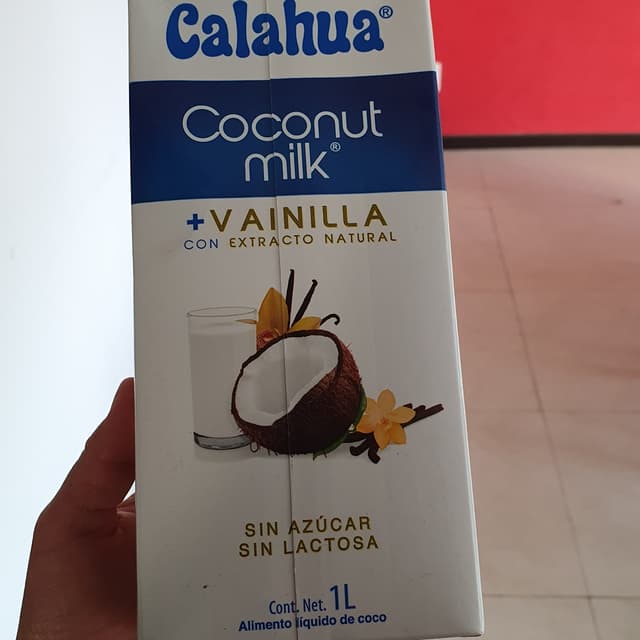 Calahua®
Coconut
milk®
+VAINILLA
CON EXTRACTO NATURAL
SIN AZÚCAR
SIN LACTOSA
Cont. Net. 1L
Alimento líquido de coco